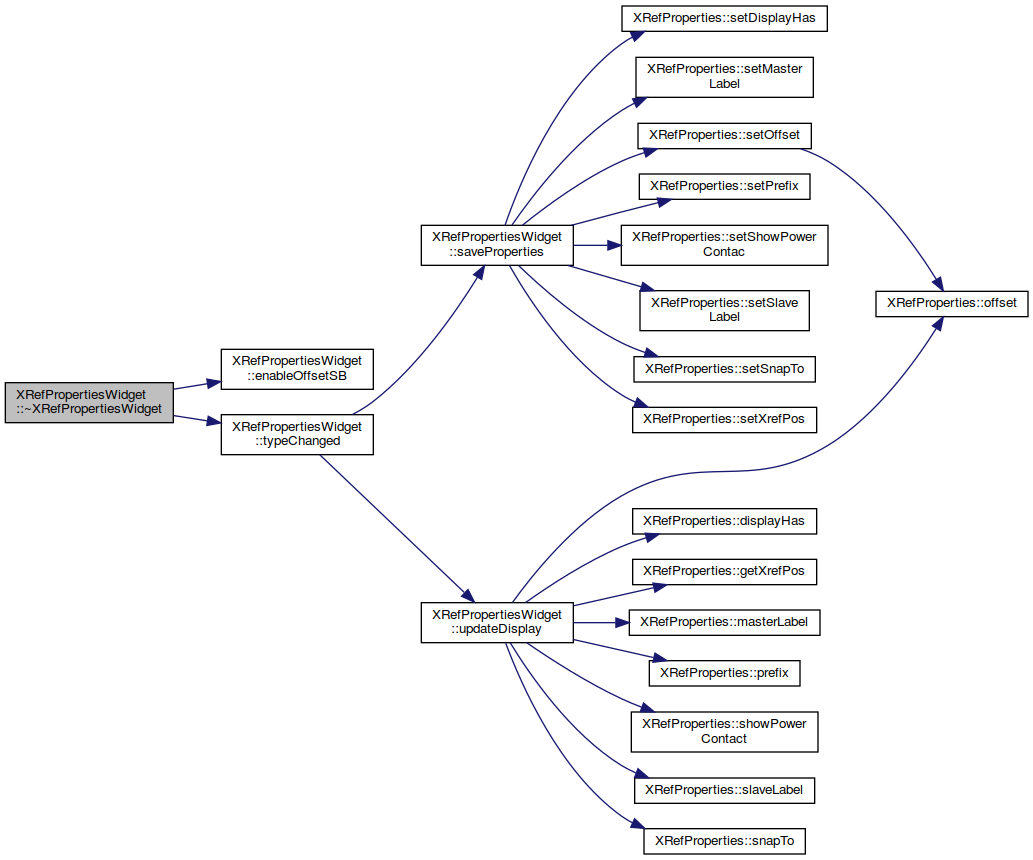 XRefPropertiesWidget
::~XRefPropertiesWidget
XRefPropertiesWidget
::enableOffsetSB
XRefPropertiesWidget
::typeChanged
XRefPropertiesWidget
::saveProperties
XRefPropertiesWidget
::updateDisplay
XRefProperties::setDisplayHas
XRefProperties::setMaster
Label
XRefProperties::setOffset
XRefProperties::setPrefix
XRefProperties::setShowPower
Contac
XRefProperties::setSlave
Label
XRefProperties::setSnapTo
XRefProperties::setXrefPos
XRefProperties::offset
XRefProperties::displayHas
XRefProperties::getXrefPos
XRefProperties::masterLabel
XRefProperties::prefix
XRefProperties::showPower
Contact
XRefProperties::slaveLabel
XRefProperties::snapTo